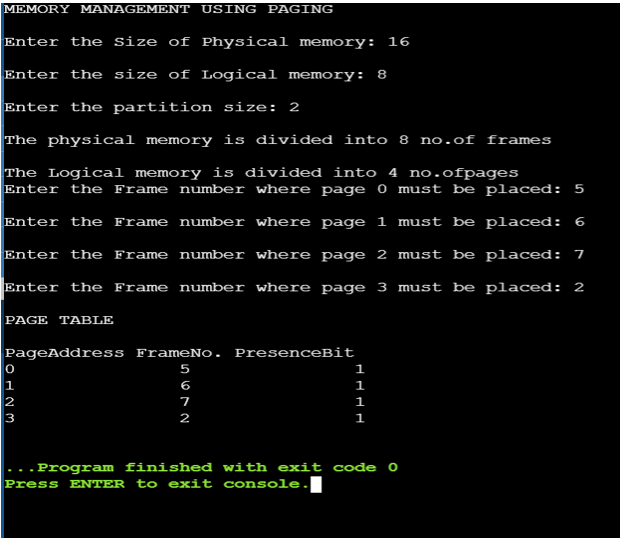 MEMORY MANAGEMENT USING PAGING
Enter the Size of Physical memory: 16
Enter the size of Logical memory: 8
Enter the partition size: 2
The physical memory is divided into 8 no.of frames
The Logical memory is divided into 4 no.ofpages
Enter the Frame number where page 0 must be placed: 5
Enter the Frame number where page 1 must be placed: 6
Enter the Frame number where page 2 must be placed: 7
Enter the Frame number where page 3 must be placed: 2
PAGE TABLE
PageAddress FrameNo. PresenceBit
0 5 1
1 6 1
2 7 1
3 2 1
...Program finished with exit code 0
Press ENTER to exit console.